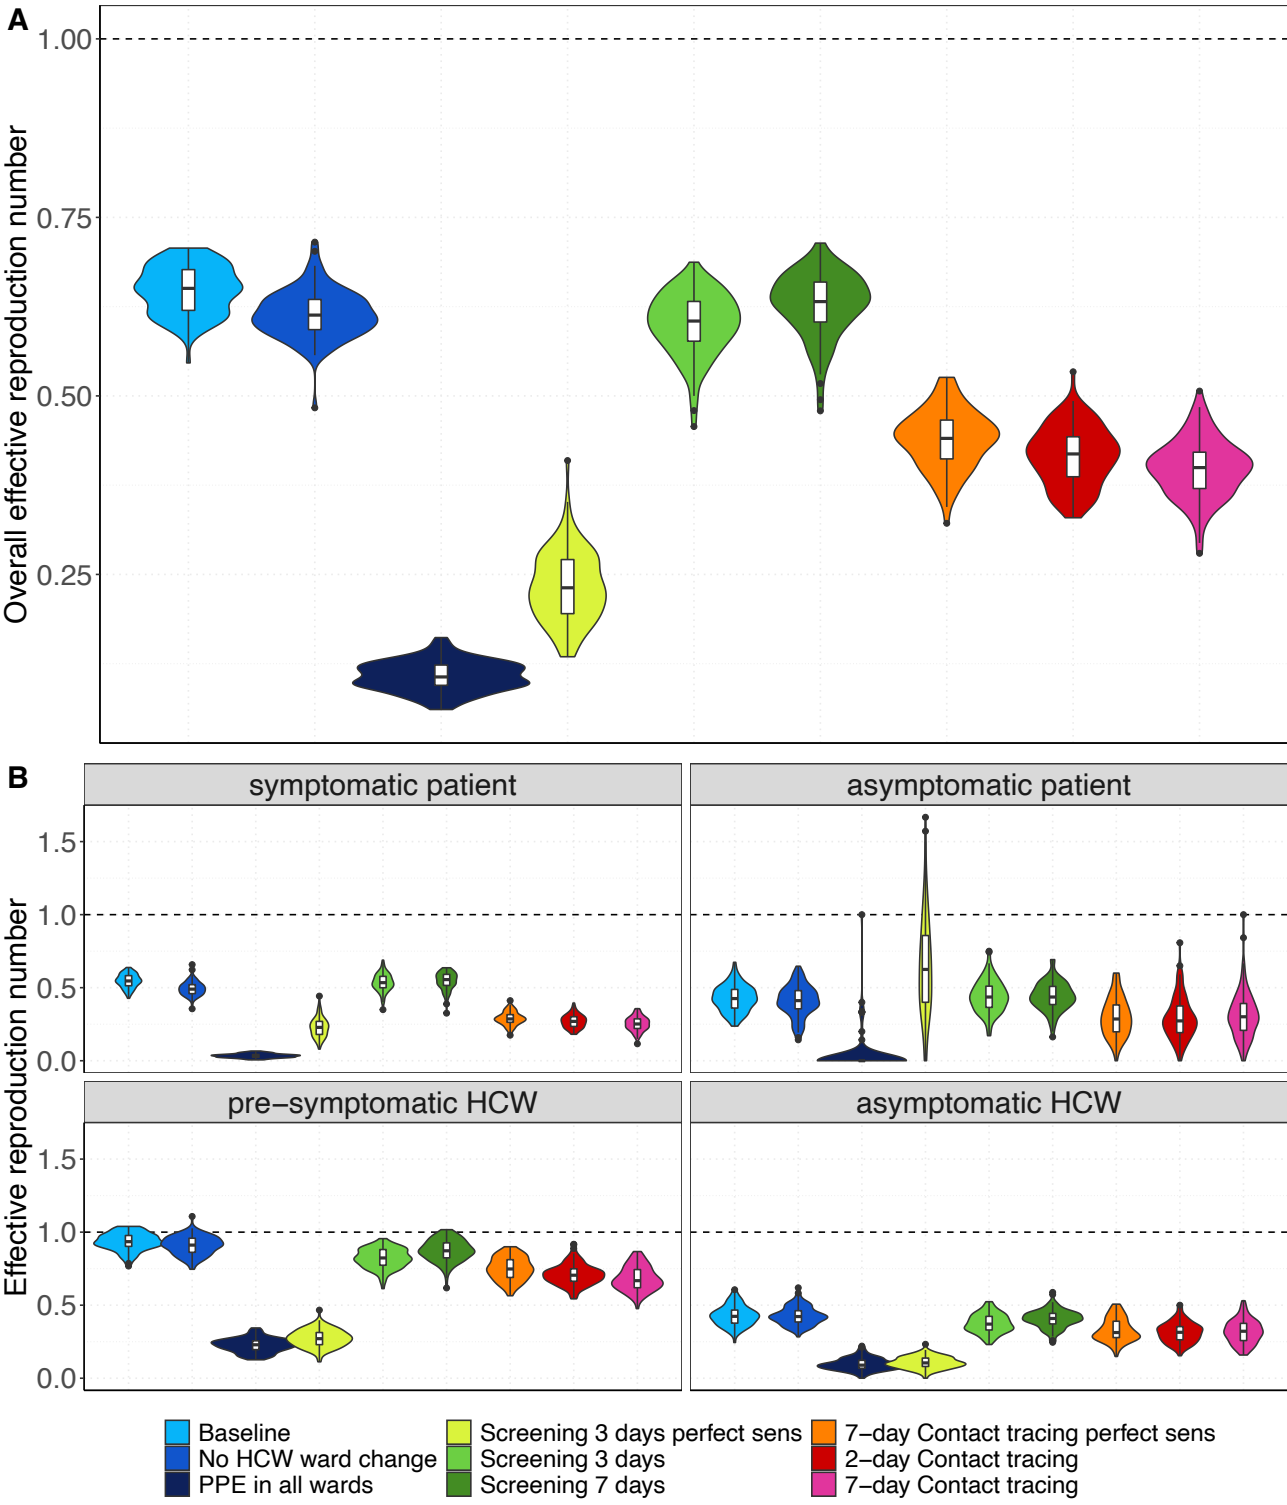 A
Overall effective reproduction number
1.00
0.75
0.50
0.25
B
Effective reproduction number
symptomatic patient
asymptomatic patient
1.5
1.0
0.5
0.0
pre−symptomatic HCW
asymptomatic HCW
1.5
1.0
0.5
0.0
Baseline
No HCW ward change
PPE in all wards
Screening 3 days perfect sens
Screening 3 days
Screening 7 days
7−day Contact tracing perfect sens
2−day Contact tracing
7−day Contact tracing